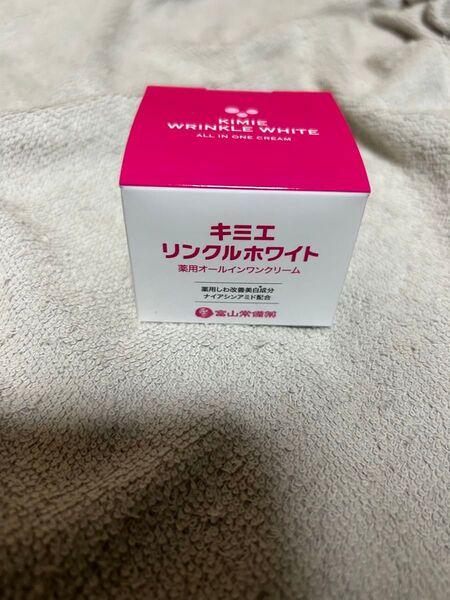 KIMIE
WRINKLE WHITE
ALL IN ONE CREAM
キミエ
リンクルホワイト
薬用オールインワンクリーム
薬用しわ改善美白成分
ナイアシンアミド配合
富山常備薬